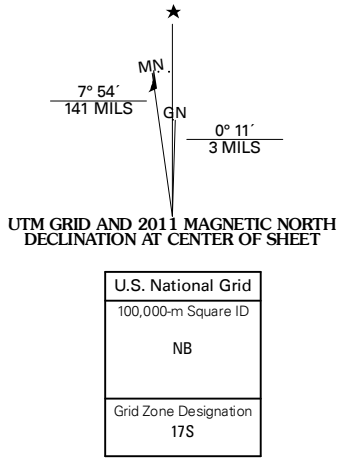 ★
MN
7° 54´
141 MILS
GN
0° 11´
3 MILS
UTM GRID AND 2011 MAGNETIC NORTH
DECLINATION AT CENTER OF SHEET
U.S. National Grid
100,000-m Square ID
NB
Grid Zone Designation
17S